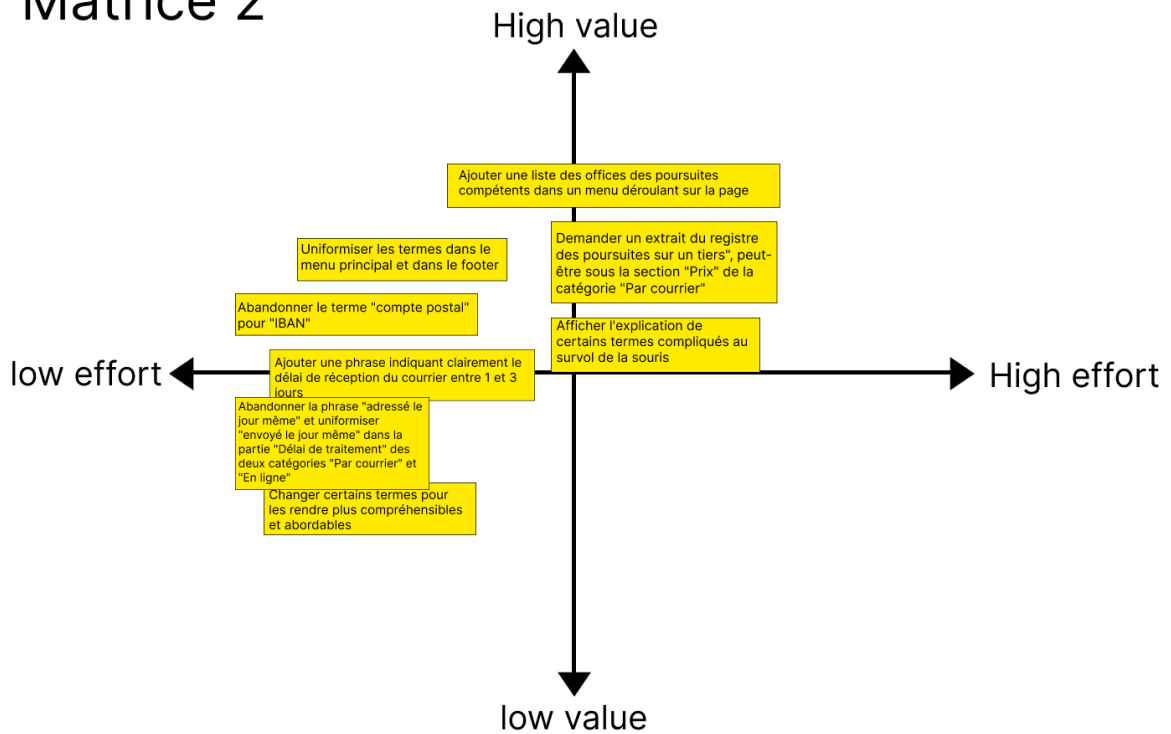 Matrice 2
High value
Ajouter une liste des offices des poursuites
compétents dans un menu déroulant sur la page
Demander un extrait du registre
des poursuites sur un tiers", peut-
être sous la section "Prix" de la
catégorie "Par courrier"
Uniformiser les termes dans le
menu principal et dans le footer
Abandonner le terme "compte postal"
pour "IBAN"
Afficher l'explication de
certains termes compliqués au
survol de la souris
low effort
High effort
Ajouter une phrase indiquant clairement le
délai de réception du courrier entre 1 et 3
jours
Abandonner la phrase "adressé le
jour même" et uniformiser
"envoyé le jour même" dans la
partie "Délai de traitement" des
deux catégories "Par courrier" et
"En ligne"
Changer certains termes pour
les rendre plus compréhensibles
et abordables
low value